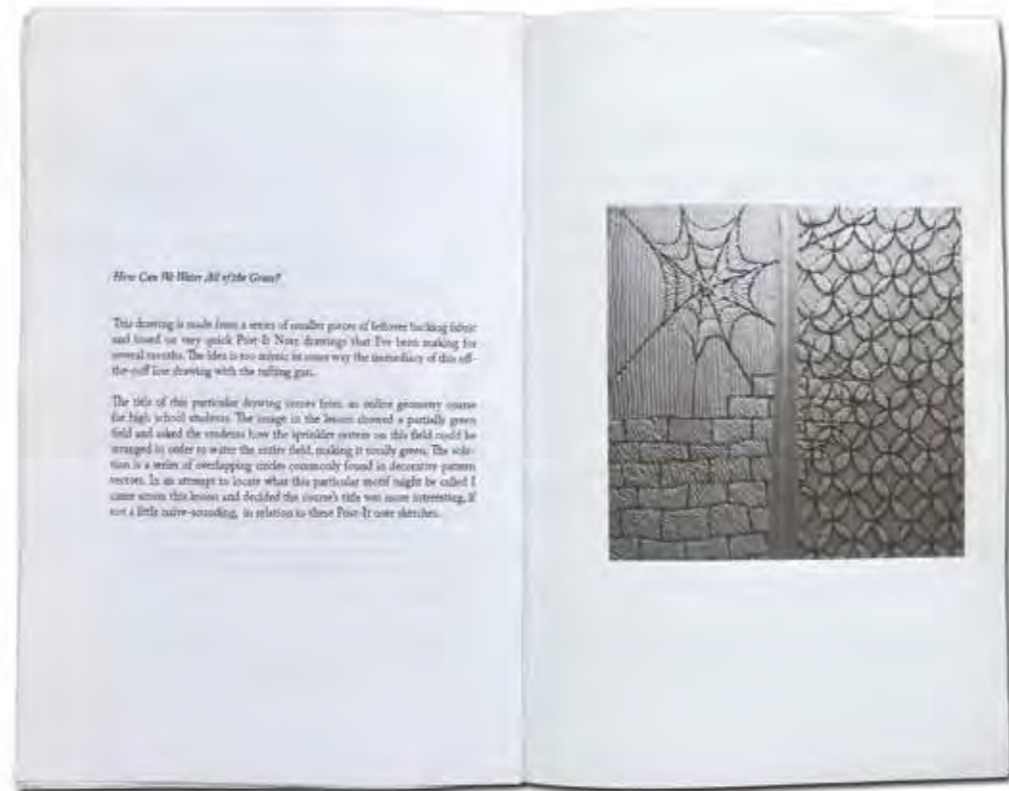 How Can We Water All of the Grass?
This drawing is made from a series of smaller pieces of leftover backing fabric
and based on very quick Post-It Note drawings that I've been making for
several months. The idea is too mimic in some way the immediacy of this off-
the-cuff line drawing with the tufting gun.
The title of this particular drawing comes from an online geometry course
for high school students. The image in the lesson showed a partially green
field and asked the students how the sprinkler system on this field could be
arranged in order to water the entire field, making it totally green. The solu-
tion is a series of overlapping circles commonly found in decorative pattern
vectors. In an attempt to locate what this particular motif might be called I
came across this lesson and decided the course's title was more interesting, if
not a little naive-sounding, in relation to these Post-It note sketches.